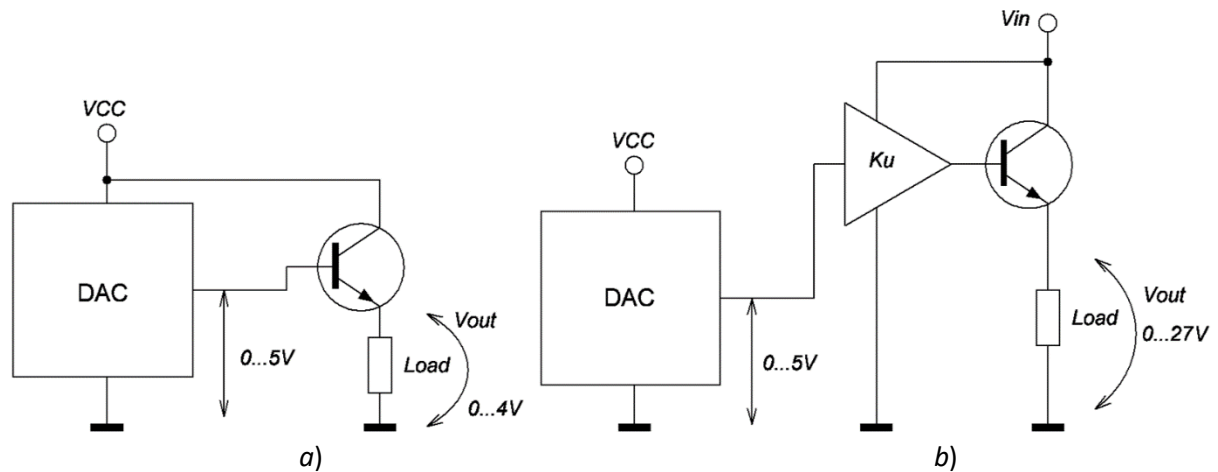 VCC
DAC
0...5V
Load
Vout
0...4V
a)
Vin
VCC
Ku
DAC
0...5V
Load
Vout
0...27V
b)